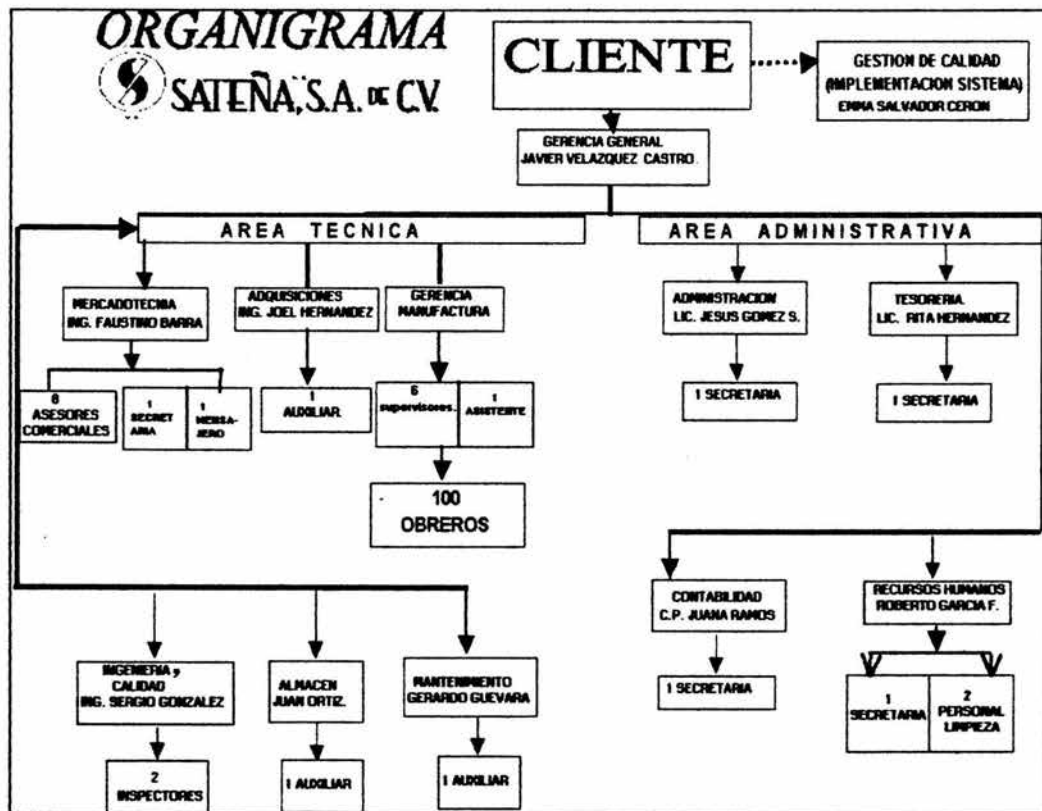 ORGANIGRAMA
SATEÑA, S.A. DE C.V.
CLIENTE
GESTION DE CALIDAD
(IMPLEMENTACION SISTEMA)
EMMA SALVADOR CERON
GERENCIA GENERAL
JAVIER VELAZQUEZ CASTRO.
AREA TECNICA
AREA ADMINISTRATIVA
MERCADOTECNIA
ING. FAUSTINO BARRA
ADQUISICIONES
ING. JOEL HERNANDEZ
GERENCIA
MANUFACTURA
ADMINISTRACION
LIC. JESUS GOMEZ S.
TESORERIA.
LIC. RITA HERNANDEZ
8
ASESORES
COMERCIALES
1
SECRET
ARIA
1
MENSA-
JERO
1
AUXILIAR.
6
supervisores.
1
ASISTENTE
1 SECRETARIA
1 SECRETARIA
100
OBREROS
CONTABILIDAD
C.P. JUANA RAMOS
RECURSOS HUMANOS
ROBERTO GARCIA F.
1 SECRETARIA
1
SECRETARIA
2
PERSONAL
LIMPIEZA
INGENIERIA y
CALIDAD
ING. SERGIO GONZALEZ
ALMACEN
JUAN ORTIZ.
MANTENIMIENTO
GERARDO GUEVARA
2
INSPECTORES
1 AUXILIAR
1 AUXILIAR